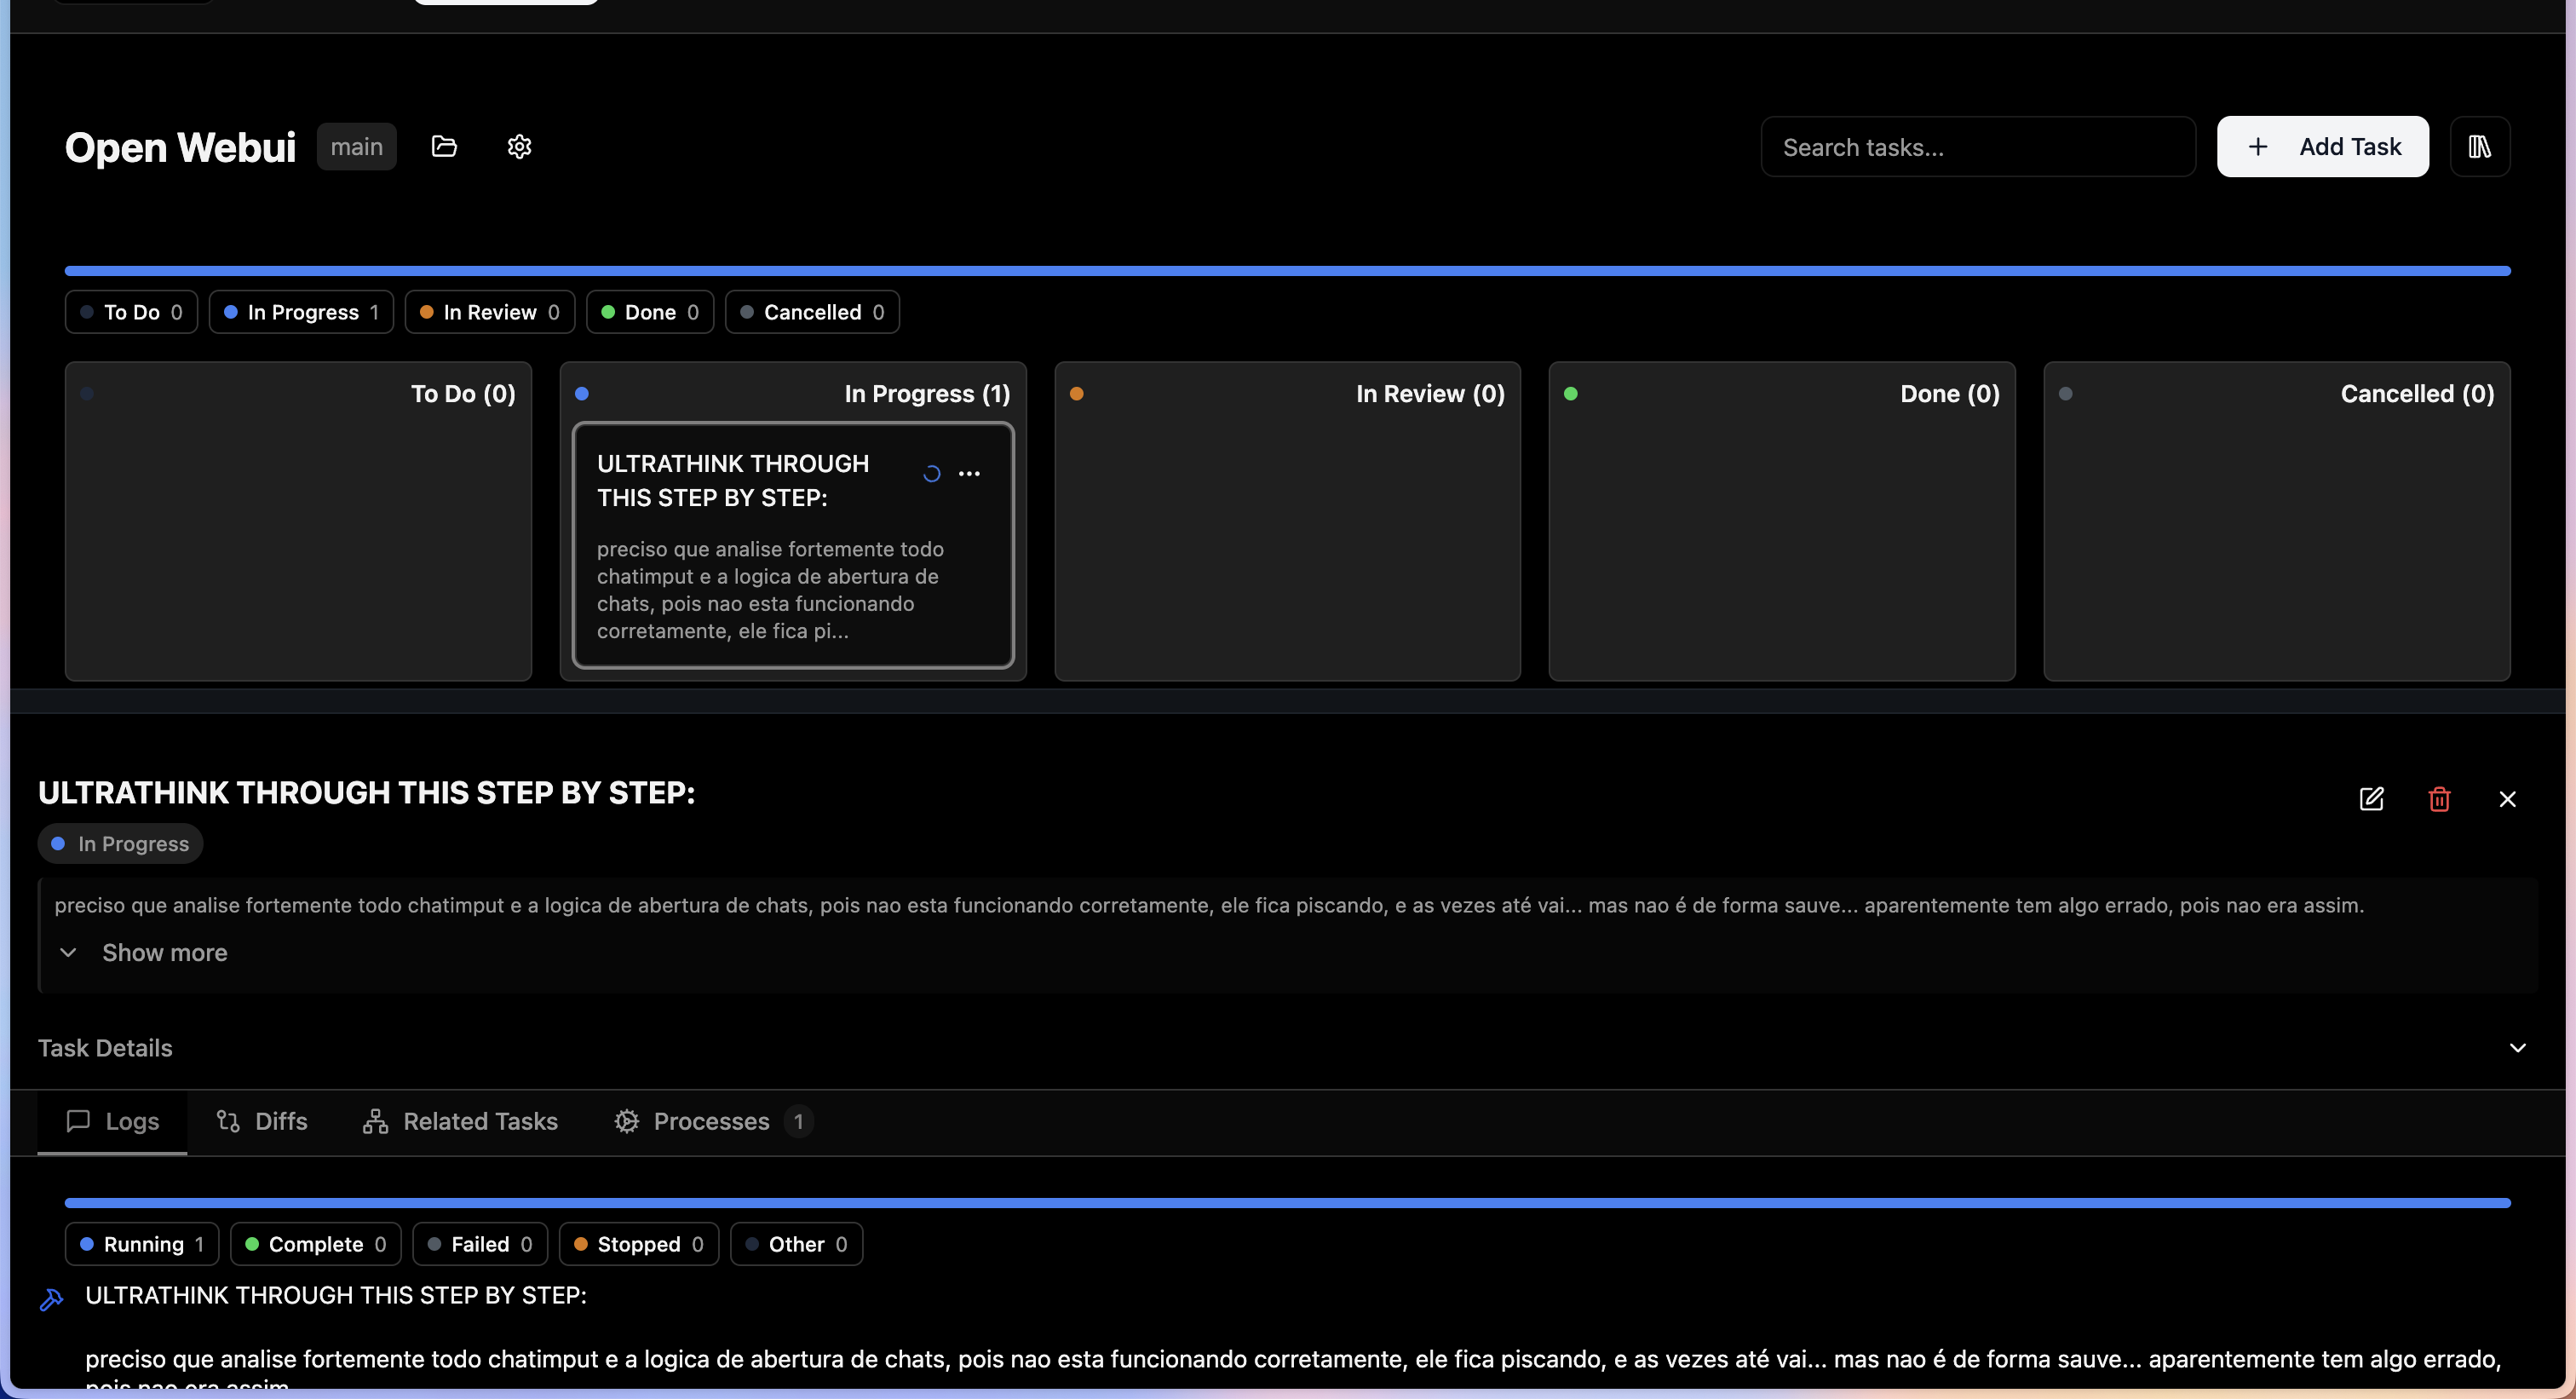 Open Webui main
Search tasks...
+ Add Task
To Do 0
In Progress 1
In Review 0
Done 0
Cancelled 0
To Do (0)
In Progress (1)
In Review (0)
Done (0)
Cancelled (0)
ULTRATHINK THROUGH
THIS STEP BY STEP:
preciso que analise fortemente todo
chatimput e a logica de abertura de
chats, pois nao esta funcionando
corretamente, ele fica pi...
ULTRATHINK THROUGH THIS STEP BY STEP:
In Progress
preciso que analise fortemente todo chatimput e a logica de abertura de chats, pois nao esta funcionando corretamente, ele fica piscando, e as vezes até vai... mas nao é de forma sauve... aparentemente tem algo errado, pois nao era assim.
Show more
Task Details
Logs
Diffs
Related Tasks
Processes 1
Running 1
Complete 0
Failed 0
Stopped 0
Other 0
ULTRATHINK THROUGH THIS STEP BY STEP:
preciso que analise fortemente todo chatimput e a logica de abertura de chats, pois nao esta funcionando corretamente, ele fica piscando, e as vezes até vai... mas nao é de forma sauve... aparentemente tem algo errado,
pois nao era assim